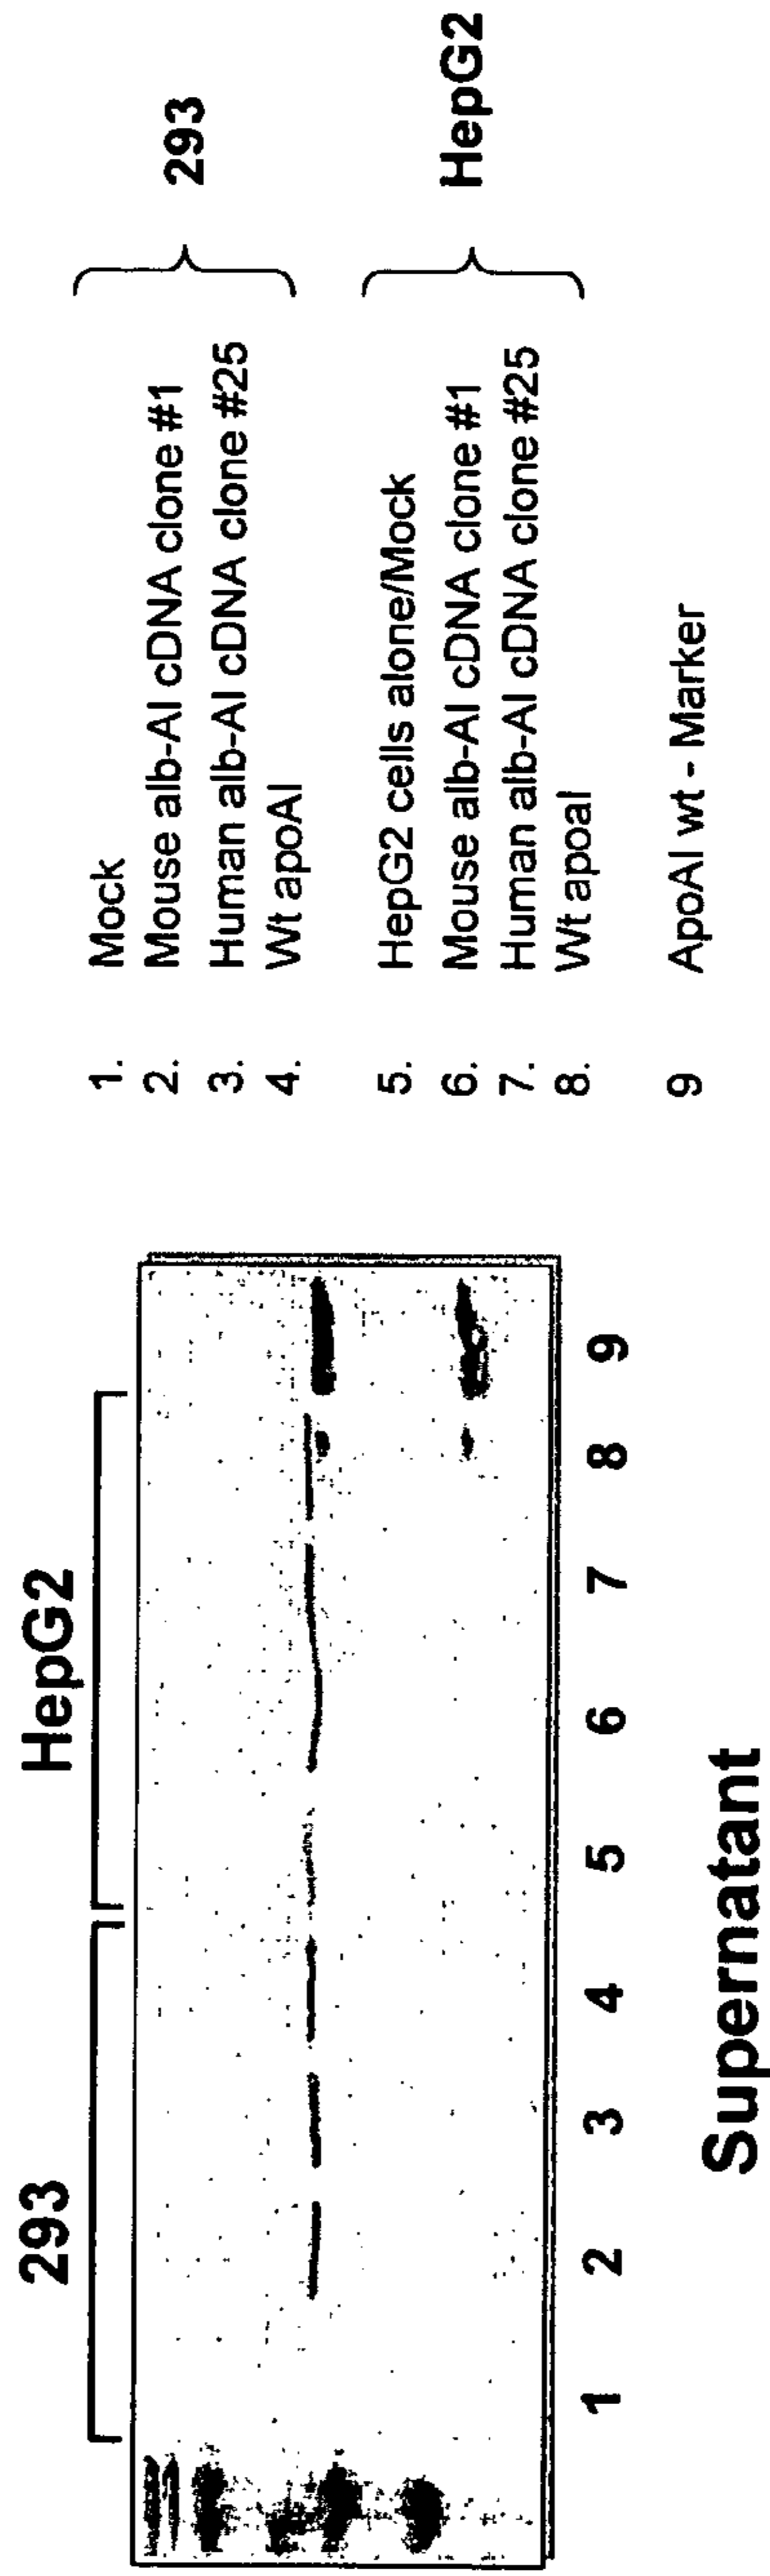 293
HepG2
1 2 3 4 5 6 7 8 9
Supernatant
1. Mock
2. Mouse alb-AI cDNA clone #1
3. Human alb-AI cDNA clone #25
4. Wt apoAI
293
5. HepG2 cells alone/Mock
6. Mouse alb-AI cDNA clone #1
7. Human alb-AI cDNA clone #25
8. Wt apoaI
HepG2
9 ApoAI wt - Marker